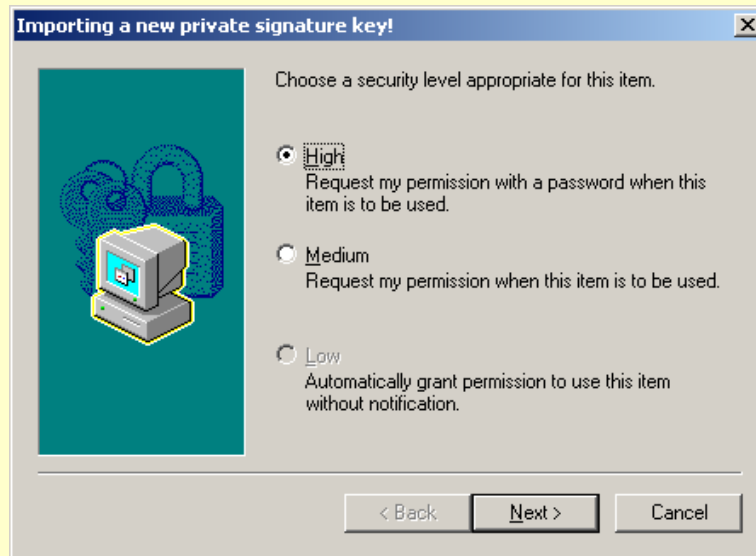 Importing a new private signature key!
Choose a security level appropriate for this item.
High
Request my permission with a password when this
item is to be used.
Medium
Request my permission when this item is to be used.
Low
Automatically grant permission to use this item
without notification.
< Back
Next >
Cancel